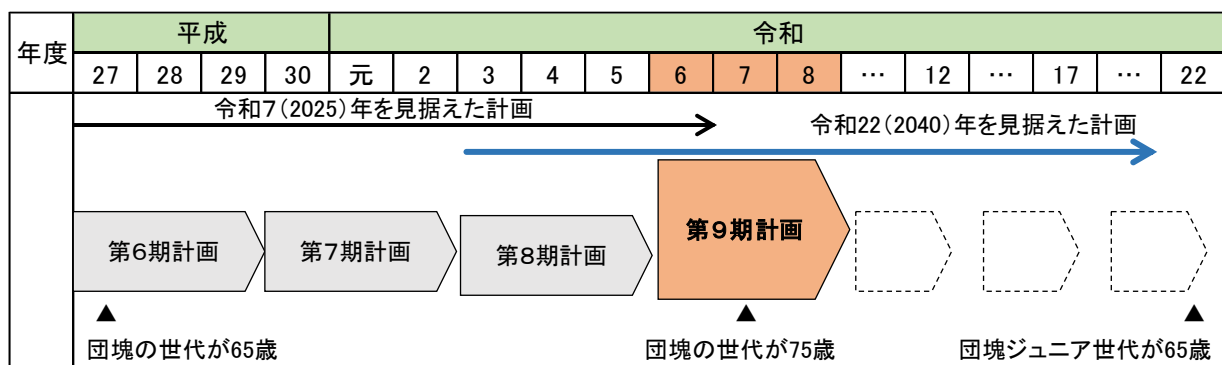 年度
平成
令和
27
28
29
30
元
2
3
4
5
6
7
8
…
12
…
17
…
22
令和7(2025)年を見据えた計画
令和22(2040)年を見据えた計画
第6期計画
第7期計画
第8期計画
第9期計画
▲
▲
▲
団塊の世代が65歳
団塊の世代が75歳
団塊ジュニア世代が65歳